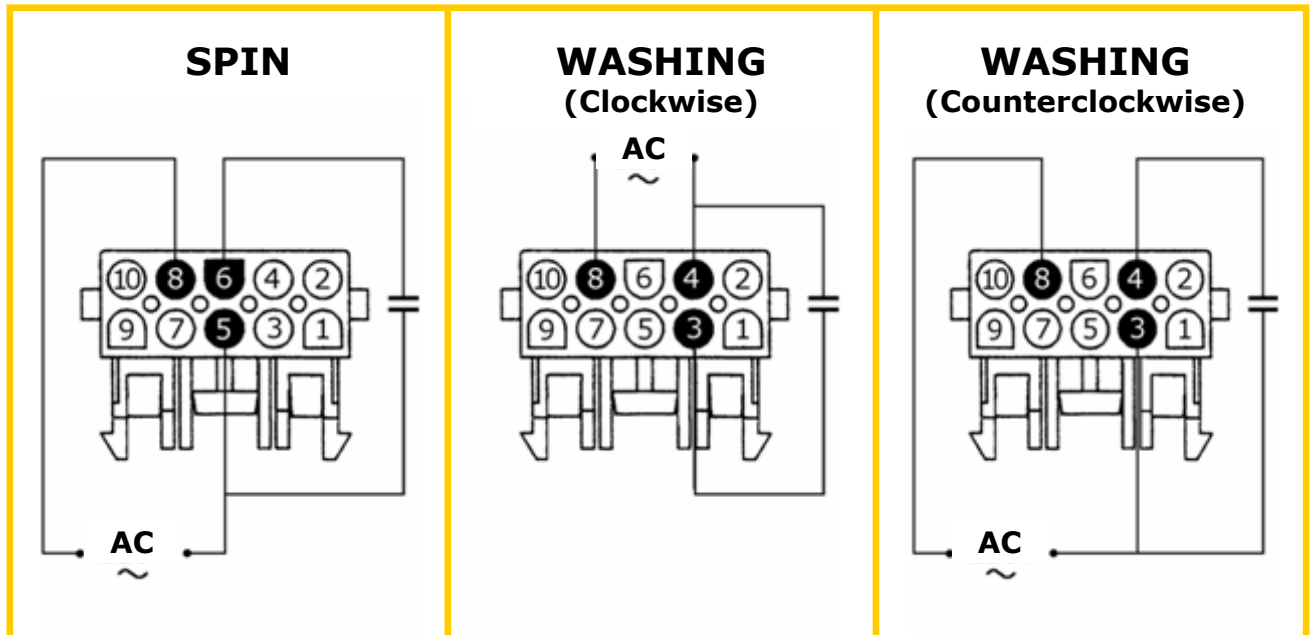 SPIN
AC
~
10 8 6 4 2
9 7 5 3 1
WASHING
(Clockwise)
AC
~
10 8 6 4 2
9 7 5 3 1
WASHING
(Counterclockwise)
10 8 6 4 2
9 7 5 3 1
AC
~